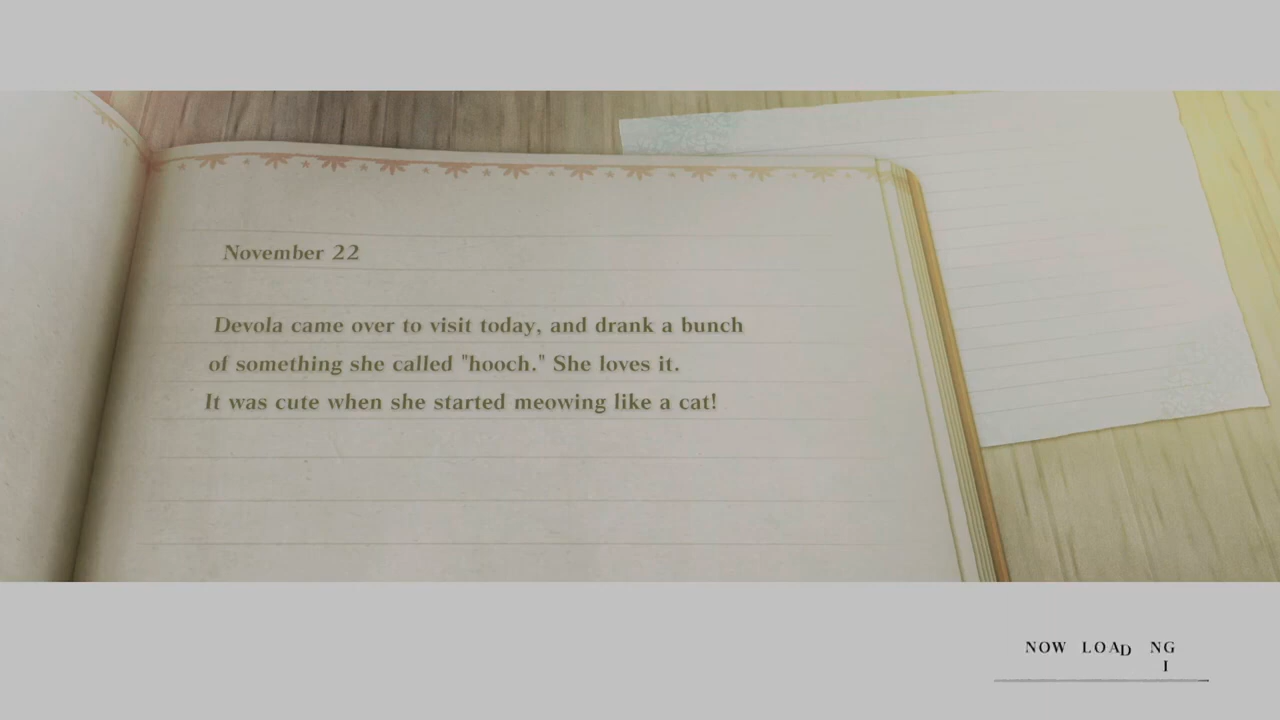 November 22
Devola came over to visit today, and drank a bunch
of something she called "hooch." She loves it.
It was cute when she started meowing like a cat!
NOW LOADING